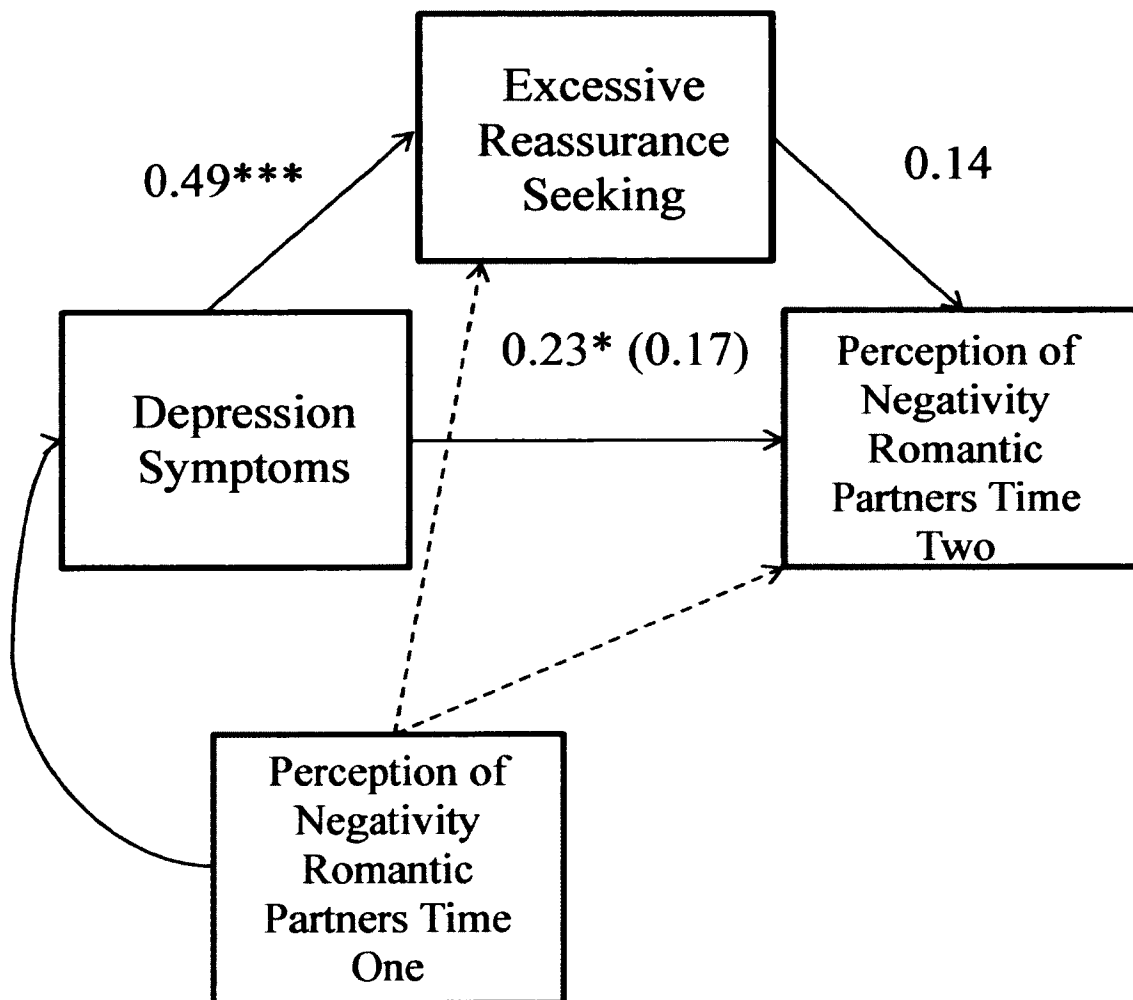 Excessive
Reassurance
Seeking
0.49***
0.14
0.23* (0.17)
Depression
Symptoms
Perception of
Negativity
Romantic
Partners Time
Two
Perception of
Negativity
Romantic
Partners Time
One